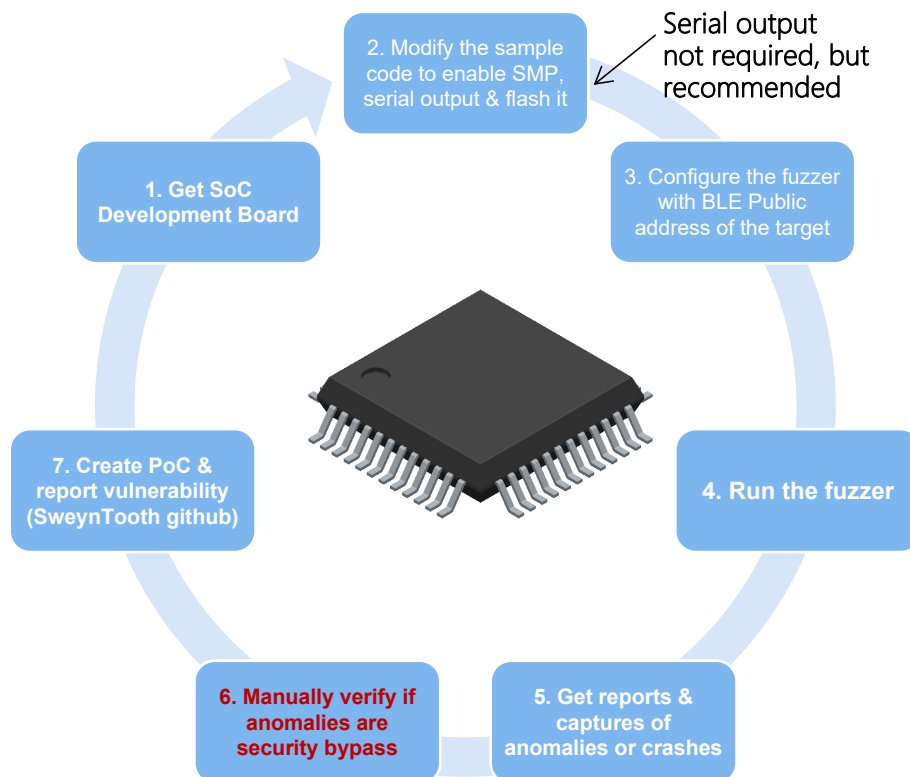 2. Modify the sample
code to enable SMP,
serial output & flash it
Serial output
not required, but
recommended
1. Get SoC
Development Board
3. Configure the fuzzer
with BLE Public
address of the target
7. Create PoC &
report vulnerability
(SweynTooth github)
4. Run the fuzzer
6. Manually verify if
anomalies are
security bypass
5. Get reports &
captures of
anomalies or crashes